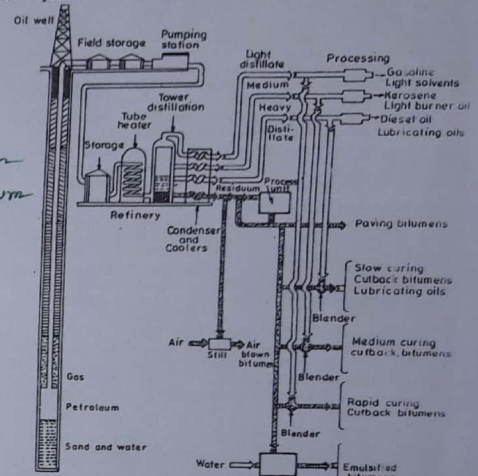 Oil well
Field storage
Pumping station
Light distillate
Processing
Gasoline
Light solvents
Medium
Kerosene
Light burner oil
Heavy
Diesel oil
Lubricating oils
Distillate
Tower distillation
Tube heater
Storage
Residuum
Process unit
Refinery
Condenser and Coolers
Paving bitumens
Slow curing
Cutback bitumens
Lubricating oils
Blender
Air
Still
Air blown bitumen
Medium curing
cutback bitumens
Blender
Gas
Rapid curing
Cutback bitumens
Petroleum
Blender
Sand and water
Water
Emulsified